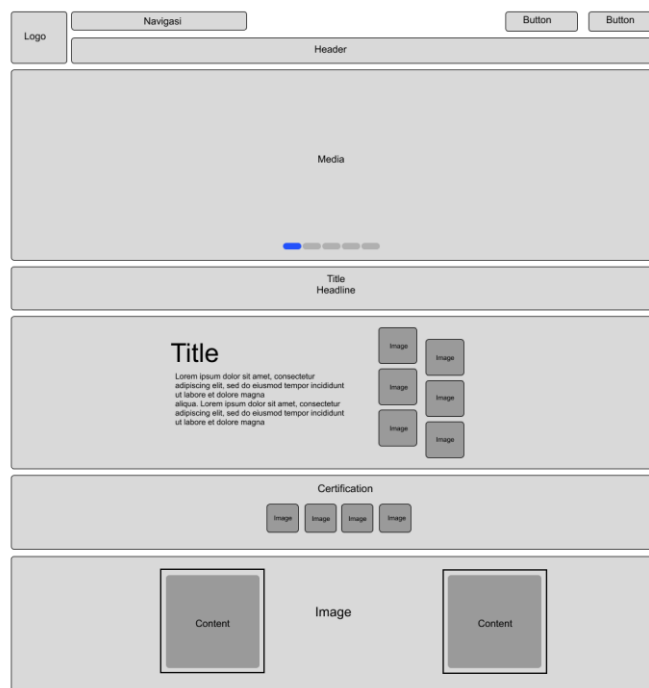 Logo
Navigasi
Button
Button
Header
Media
Title
Headline
Title
Lorem ipsum dolor sit amet, consectetur
adipiscing elit, sed do eiusmod tempor incididunt
ut labore et dolore magna
aliqua. Lorem ipsum dolor sit amet, consectetur
adipiscing elit, sed do eiusmod tempor incididunt
ut labore et dolore magna
Image
Image
Image
Image
Image
Image
Certification
Image
Image
Image
Image
Content
Image
Content